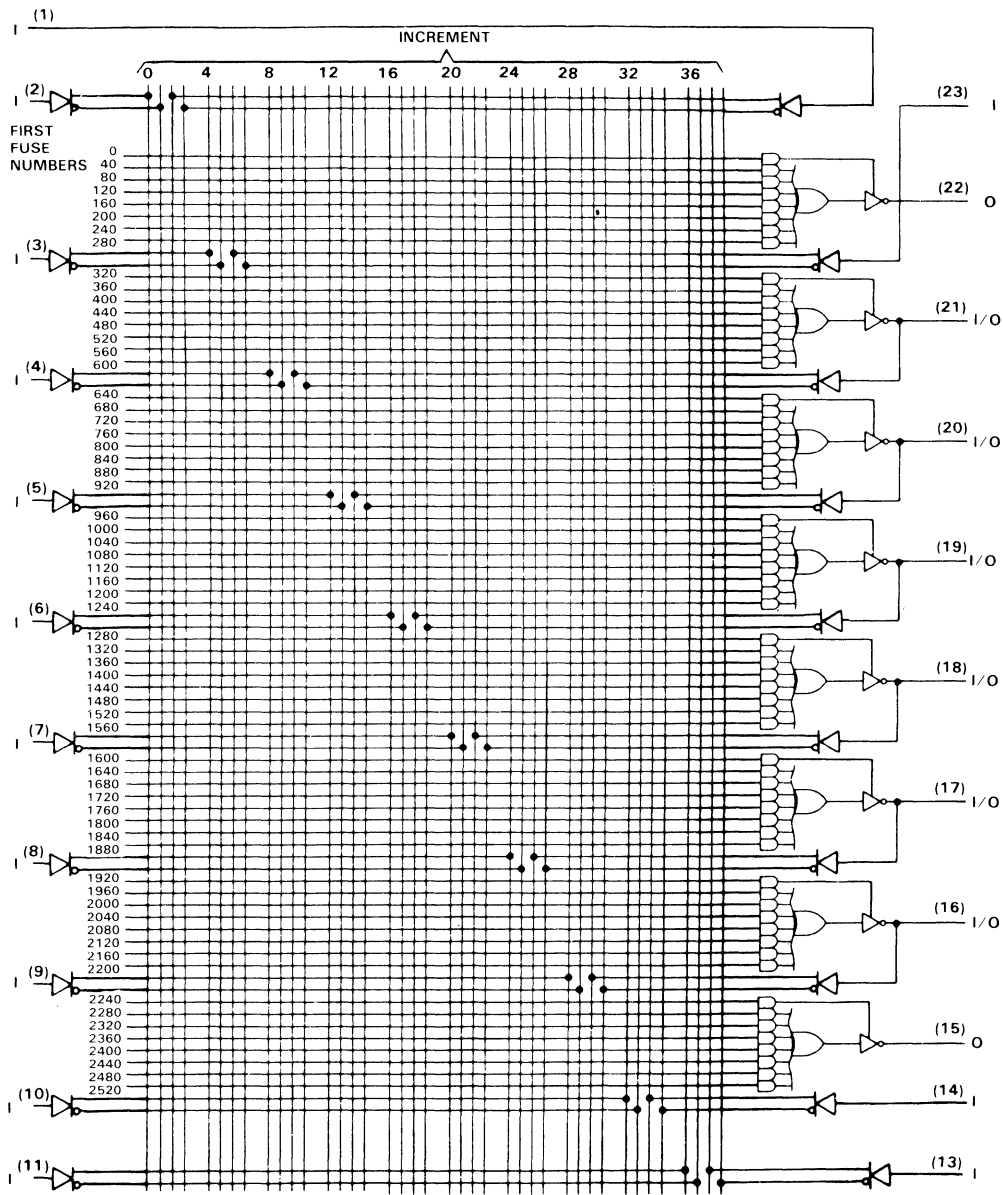 I (1)
INCREMENT
0 4 8 12 16 20 24 28 32 36
I (2)
(23) I
FIRST
FUSE
NUMBERS
0
40
80
120
160
200
240
280
(22) O
I (3)
320
360
400
440
480
520
560
600
(21) I/O
I (4)
640
680
720
760
800
840
880
920
(20) I/O
I (5)
960
1000
1040
1080
1120
1160
1200
1240
(19) I/O
I (6)
1280
1320
1360
1400
1440
1480
1520
1560
(18) I/O
I (7)
1600
1640
1680
1720
1760
1800
1840
1880
(17) I/O
I (8)
1920
1960
2000
2040
2080
2120
2160
2200
(16) I/O
I (9)
2240
2280
2320
2360
2400
2440
2480
2520
(15) O
I (10)
(14) I
I (11)
(13) I